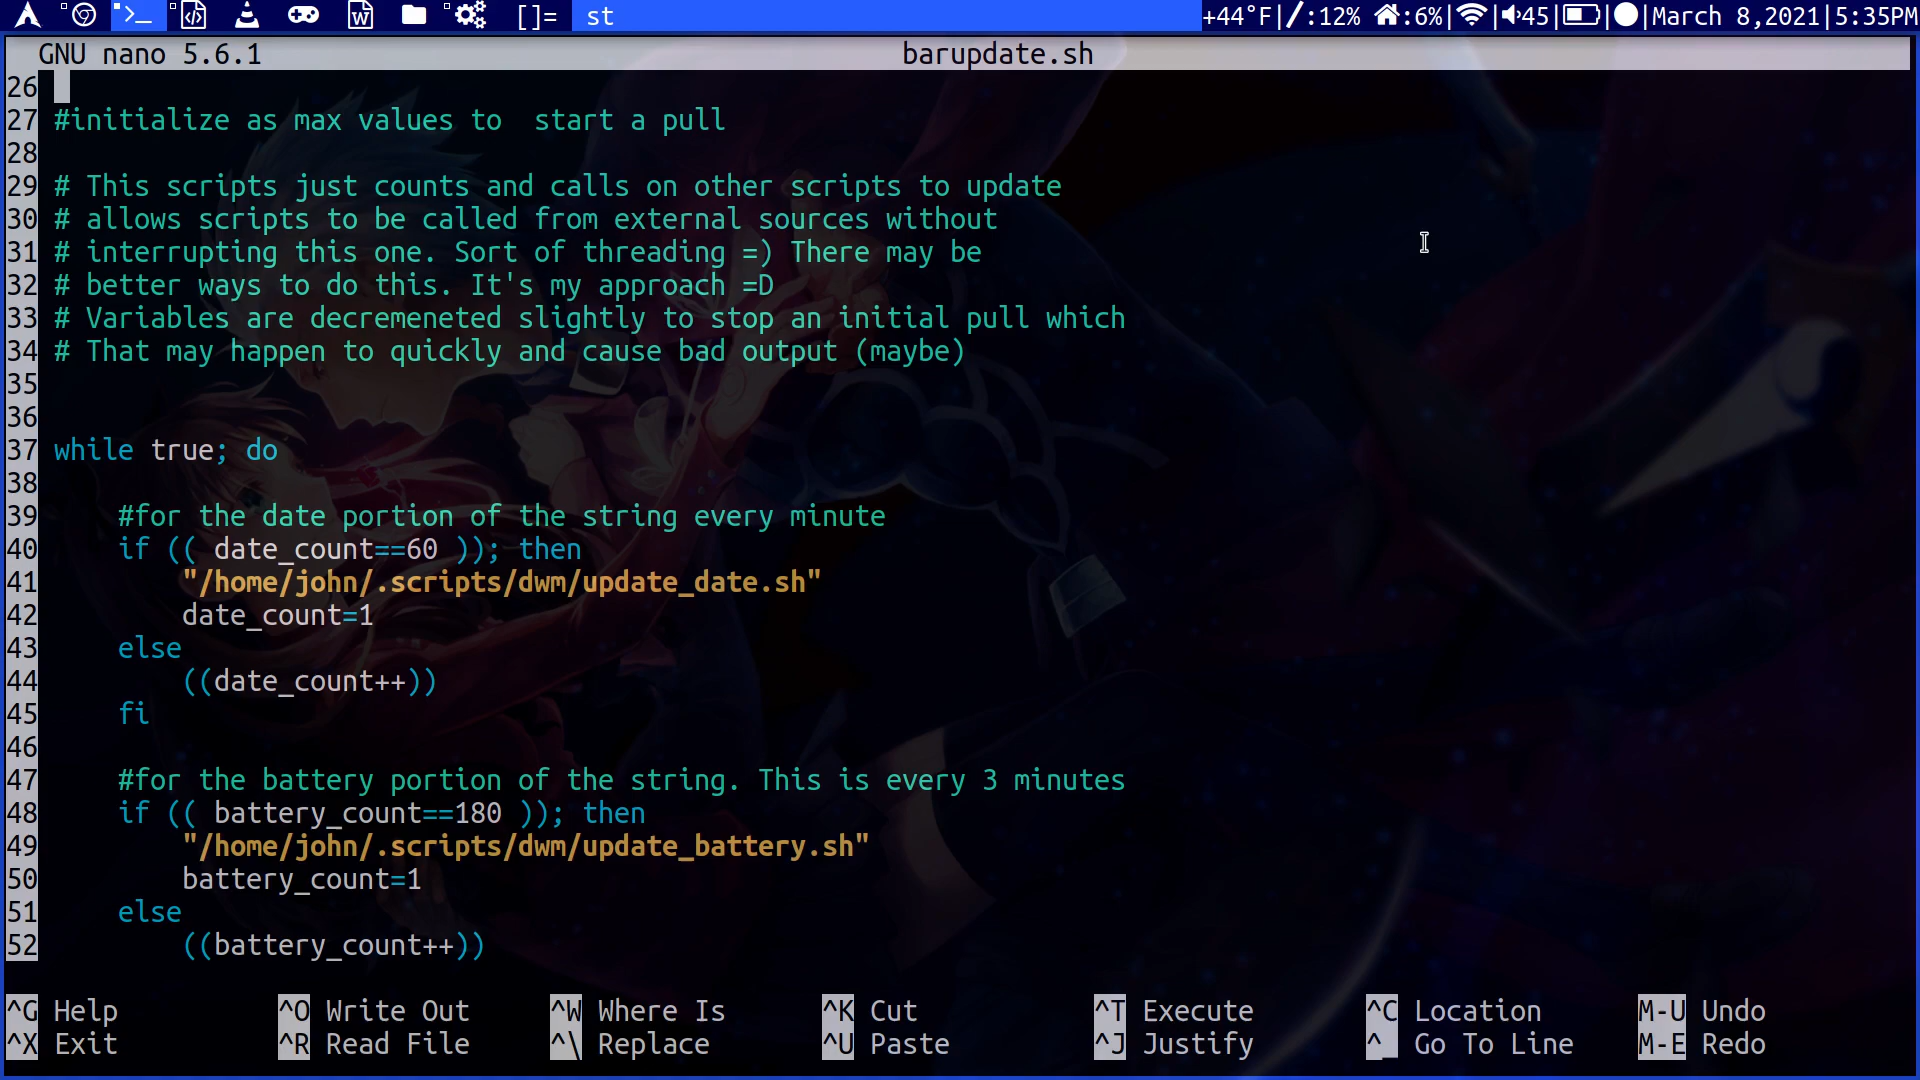 []= st +44°F|/:12% :6%| |45| | |March 8,2021|5:35PM
GNU nano 5.6.1 barupdate.sh
26
27 #initialize as max values to  start a pull
28
29 # This scripts just counts and calls on other scripts to update
30 # allows scripts to be called from external sources without
31 # interrupting this one. Sort of threading =) There may be
32 # better ways to do this. It's my approach =D
33 # Variables are decremeneted slightly to stop an initial pull which
34 # That may happen to quickly and cause bad output (maybe)
35
36
37 while true; do
38
39     #for the date portion of the string every minute
40     if (( date_count==60 )); then
41         "/home/john/.scripts/dwm/update_date.sh"
42         date_count=1
43     else
44         ((date_count++))
45     fi
46
47     #for the battery portion of the string. This is every 3 minutes
48     if (( battery_count==180 )); then
49         "/home/john/.scripts/dwm/update_battery.sh"
50         battery_count=1
51     else
52         ((battery_count++))
^G Help ^O Write Out ^W Where Is ^K Cut ^T Execute ^C Location M-U Undo
^X Exit ^R Read File ^\ Replace ^U Paste ^J Justify ^_ Go To Line M-E Redo